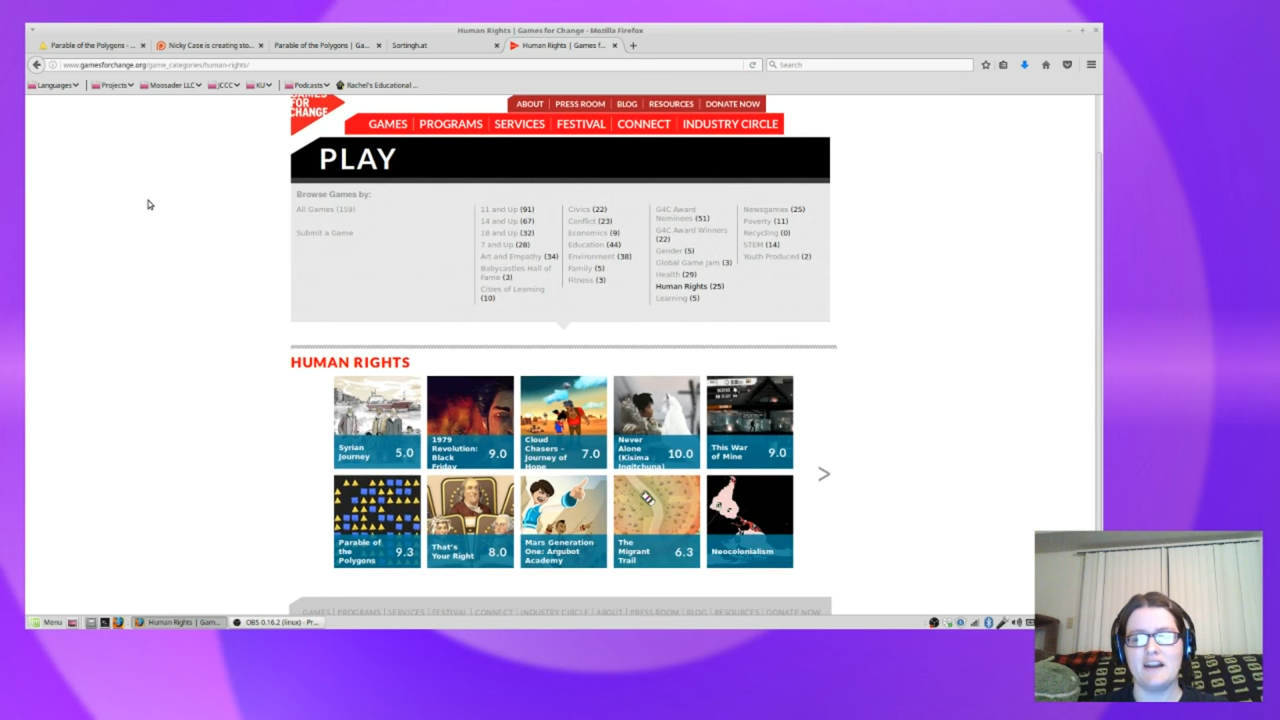 Human Rights | Games for Change - Mozilla Firefox
Parable of the Polygons - ... × Nicky Case is creating sto... × Parable of the Polygons | Ga... × Sortingh.at × Human Rights | Games f... × +
www.gamesforchange.org/game_categories/human-rights/ Search
Languages Projects Moosader LLC JCCC KU Podcasts Rachel's Educational ...
GAMES
FOR
CHANGE
ABOUT | PRESS ROOM | BLOG | RESOURCES | DONATE NOW
GAMES | PROGRAMS | SERVICES | FESTIVAL | CONNECT | INDUSTRY CIRCLE
PLAY
Browse Games by:
All Games (159)
Submit a Game
11 and Up (91)
14 and Up (67)
18 and Up (32)
7 and Up (28)
Art and Empathy (34)
Babycastles Hall of
Fame (3)
Cities of Learning
(10)
Civics (22)
Conflict (23)
Economics (9)
Education (44)
Environment (38)
Family (5)
Fitness (3)
G4C Award
Nominees (51)
G4C Award Winners
(22)
Gender (5)
Global Game Jam (3)
Health (29)
Human Rights (25)
Learning (5)
Newsgames (25)
Poverty (11)
Recycling (0)
STEM (14)
Youth Produced (2)
HUMAN RIGHTS
Syrian
Journey 5.0
1979
Revolution:
Black
Friday 9.0
Cloud
Chasers -
Journey of
Hope 7.0
Never
Alone
(Kisima
Ingitchuna) 10.0
This War
of Mine 9.0
>
Parable of
the
Polygons 9.3
That's
Your Right 8.0
Mars Generation
One: Argubot
Academy
The
Migrant
Trail 6.3
Neocolonialism
GAMES | PROGRAMS | SERVICES | FESTIVAL | CONNECT | INDUSTRY CIRCLE | ABOUT | PRESS ROOM | BLOG | RESOURCES | DONATE NOW
Menu Human Rights | Gam... OBS 0.16.2 (linux) - Pr...